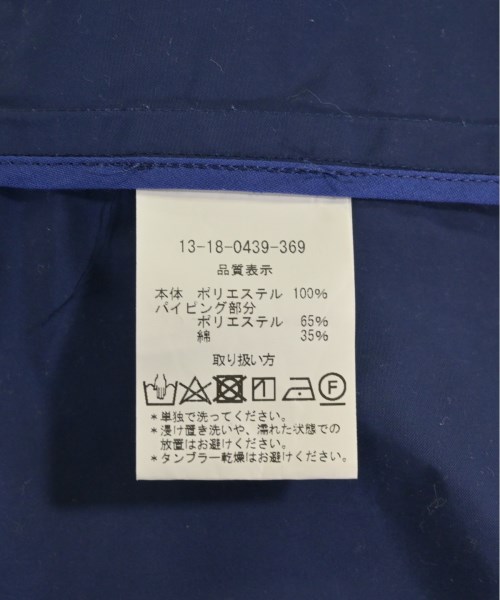 13-18-0439-369
品質表示
本体 ポリエステル 100%
パイピング部分
ポリエステル 65%
綿 35%
取り扱い方
F
*単独で洗ってください。
*浸け置き洗いや、濡れた状態での
放置はお避けください。
*タンブラー乾燥はお避けください。